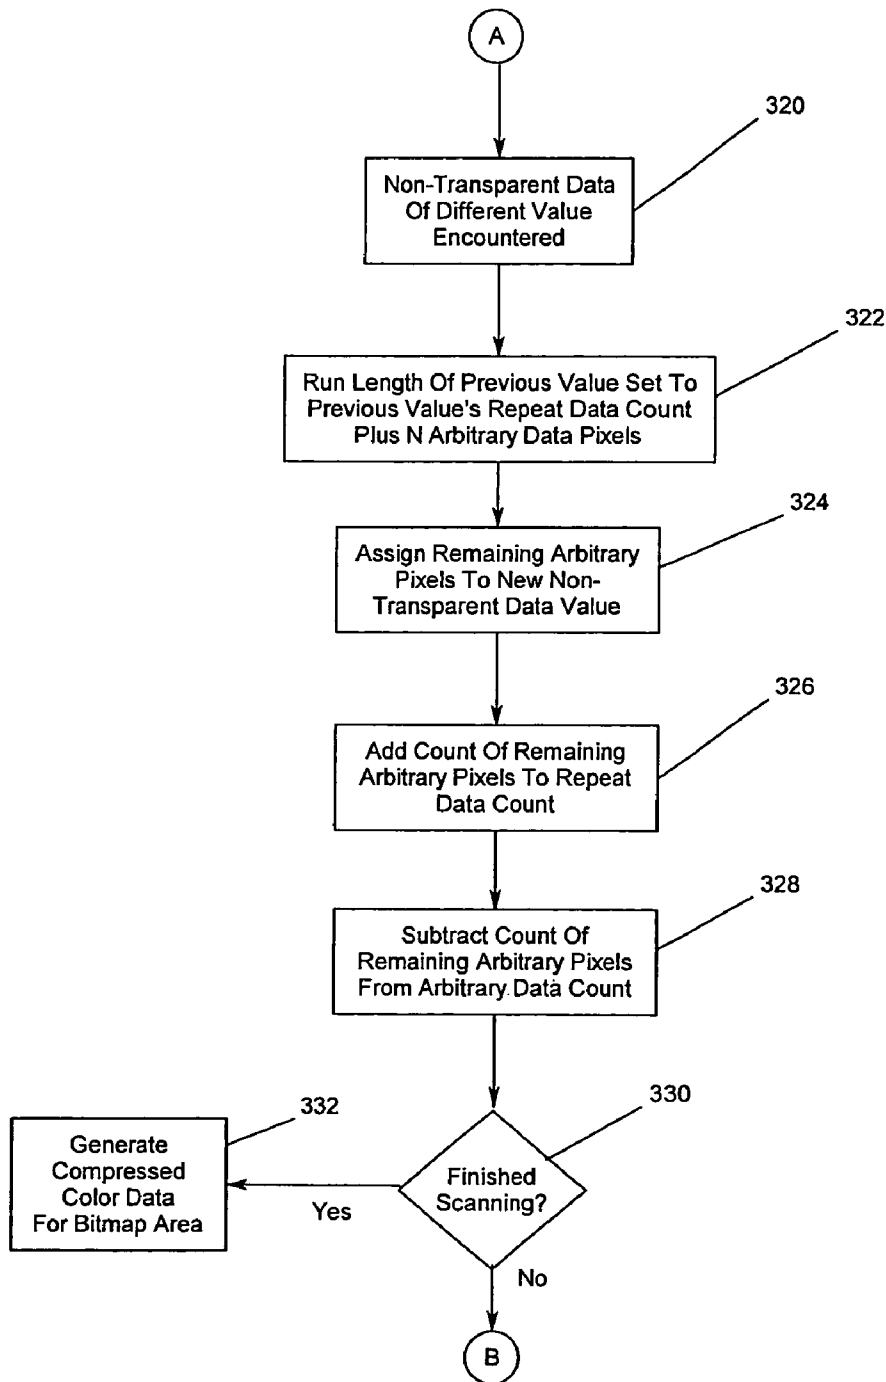 A
320
Non-Transparent Data
Of Different Value
Encountered
322
Run Length Of Previous Value Set To
Previous Value's Repeat Data Count
Plus N Arbitrary Data Pixels
324
Assign Remaining Arbitrary
Pixels To New Non-
Transparent Data Value
326
Add Count Of Remaining
Arbitrary Pixels To Repeat
Data Count
328
Subtract Count Of
Remaining Arbitrary Pixels
From Arbitrary Data Count
330
Finished
Scanning?
Yes
332
Generate
Compressed
Color Data
For Bitmap Area
No
B